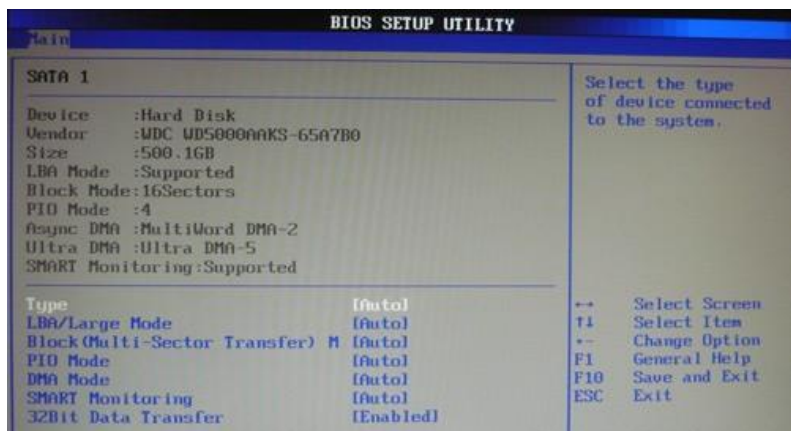 BIOS SETUP UTILITY
Main
SATA 1
Device :Hard Disk
Vendor :WDC WD5000AAKS-65A7B0
Size :500.1GB
LBA Mode :Supported
Block Mode:16Sectors
PIO Mode :4
Async DMA :MultiWord DMA-2
Ultra DMA :Ultra DMA-5
SMART Monitoring:Supported
Type [Auto]
LBA/Large Mode [Auto]
Block(Multi-Sector Transfer) M [Auto]
PIO Mode [Auto]
DMA Mode [Auto]
SMART Monitoring [Auto]
32Bit Data Transfer [Enabled]
Select the type
of device connected
to the system.
↔ Select Screen
↑↓ Select Item
+- Change Option
F1 General Help
F10 Save and Exit
ESC Exit